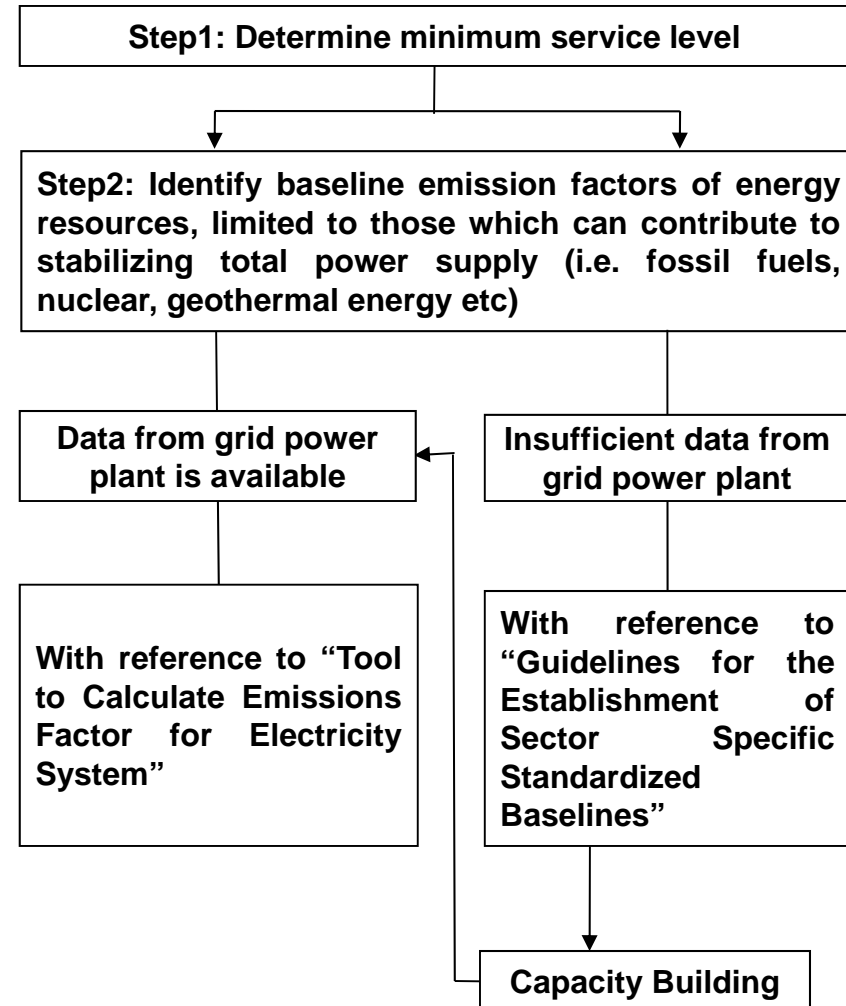 Step1: Determine minimum service level
Step2: Identify baseline emission factors of energy
resources, limited to those which can contribute to
stabilizing total power supply (i.e. fossil fuels,
nuclear, geothermal energy etc)
Data from grid power
plant is available
Insufficient data from
grid power plant
With reference to “Tool
to Calculate Emissions
Factor for Electricity
System”
With reference to
“Guidelines for the
Establishment of
Sector Specific
Standardized
Baselines”
Capacity Building